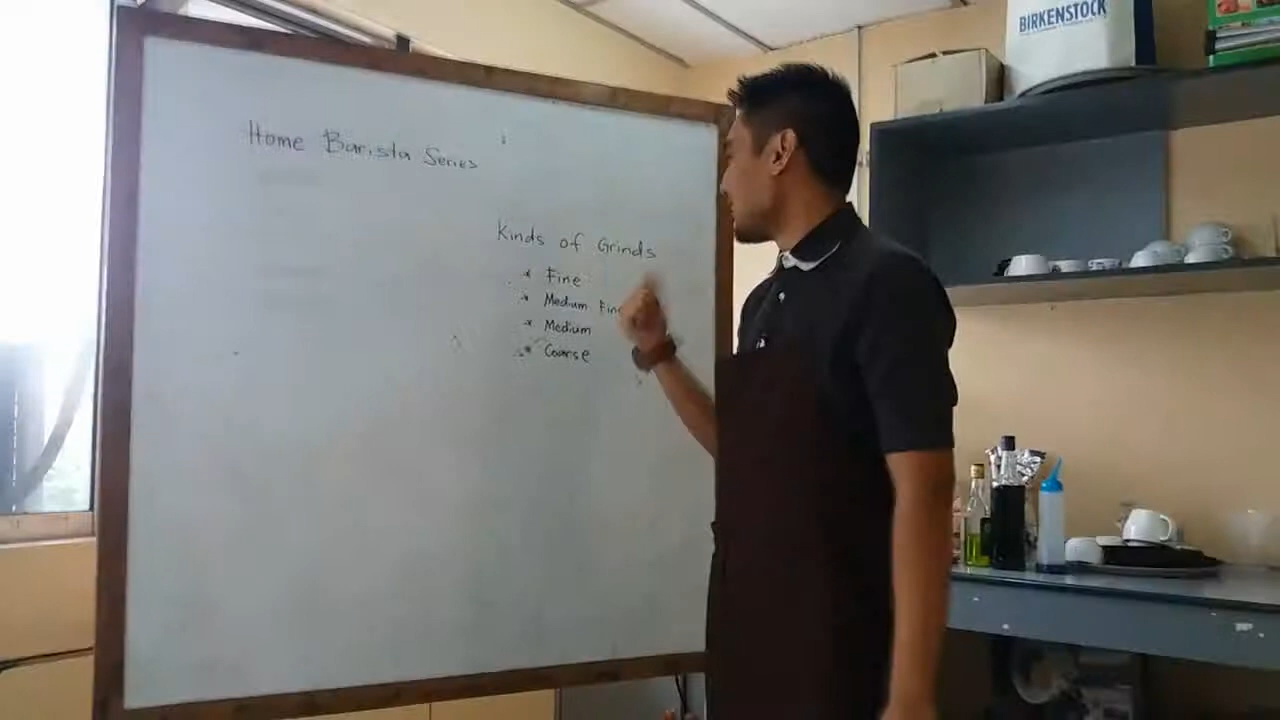 BIRKENSTOCK
Home Barista Series
Kinds of Grinds
* Fine
* Medium Fine
* Medium
* Coarse